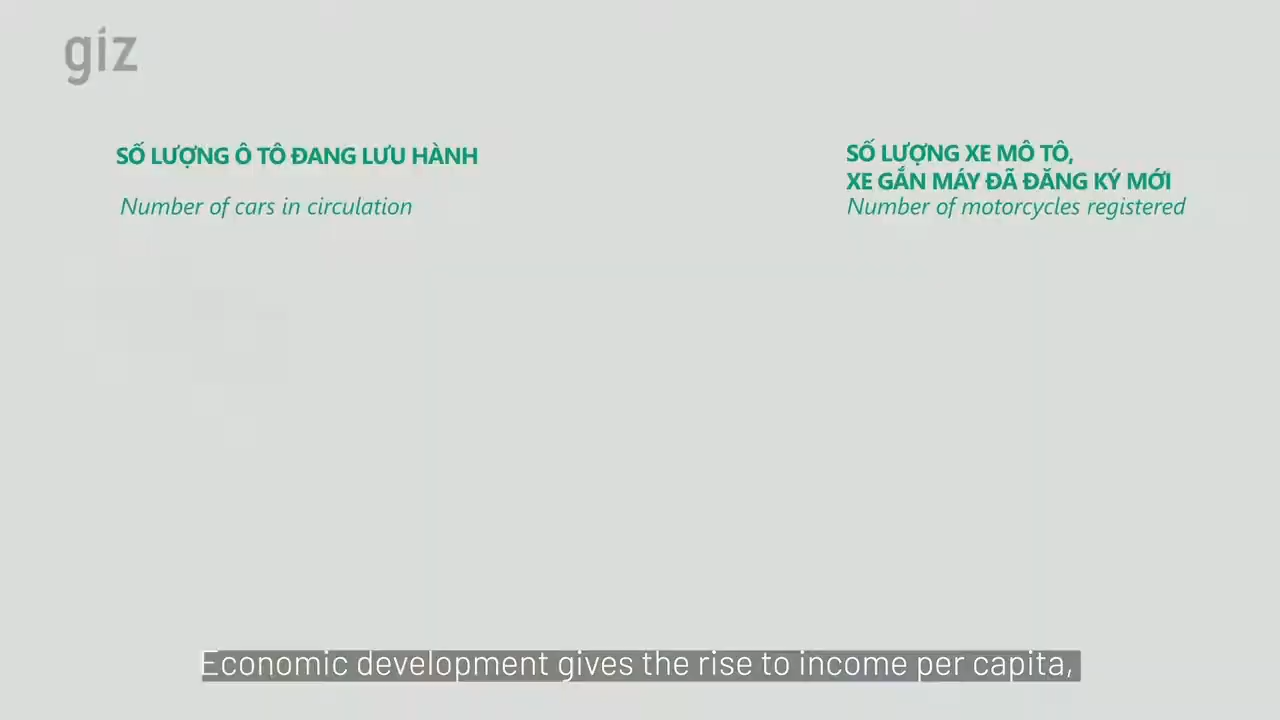 giz
SỐ LƯỢNG Ô TÔ ĐANG LƯU HÀNH
Number of cars in circulation
SỐ LƯỢNG XE MÔ TÔ,
XE GẮN MÁY ĐÃ ĐĂNG KÝ MỚI
Number of motorcycles registered
Economic development gives the rise to income per capita,